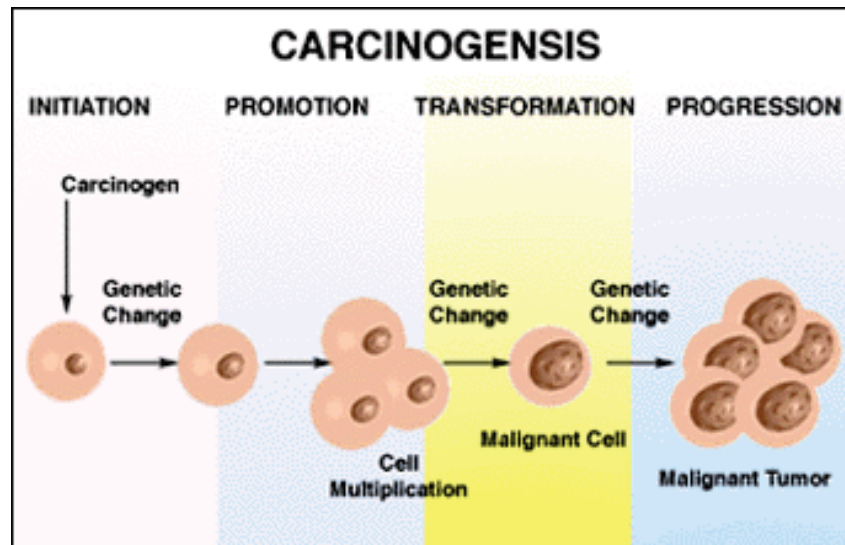 CARCINOGENSIS
INITIATION
PROMOTION
TRANSFORMATION
PROGRESSION
Carcinogen
Genetic
Change
Genetic
Change
Genetic
Change
Cell
Multiplication
Malignant Cell
Malignant Tumor